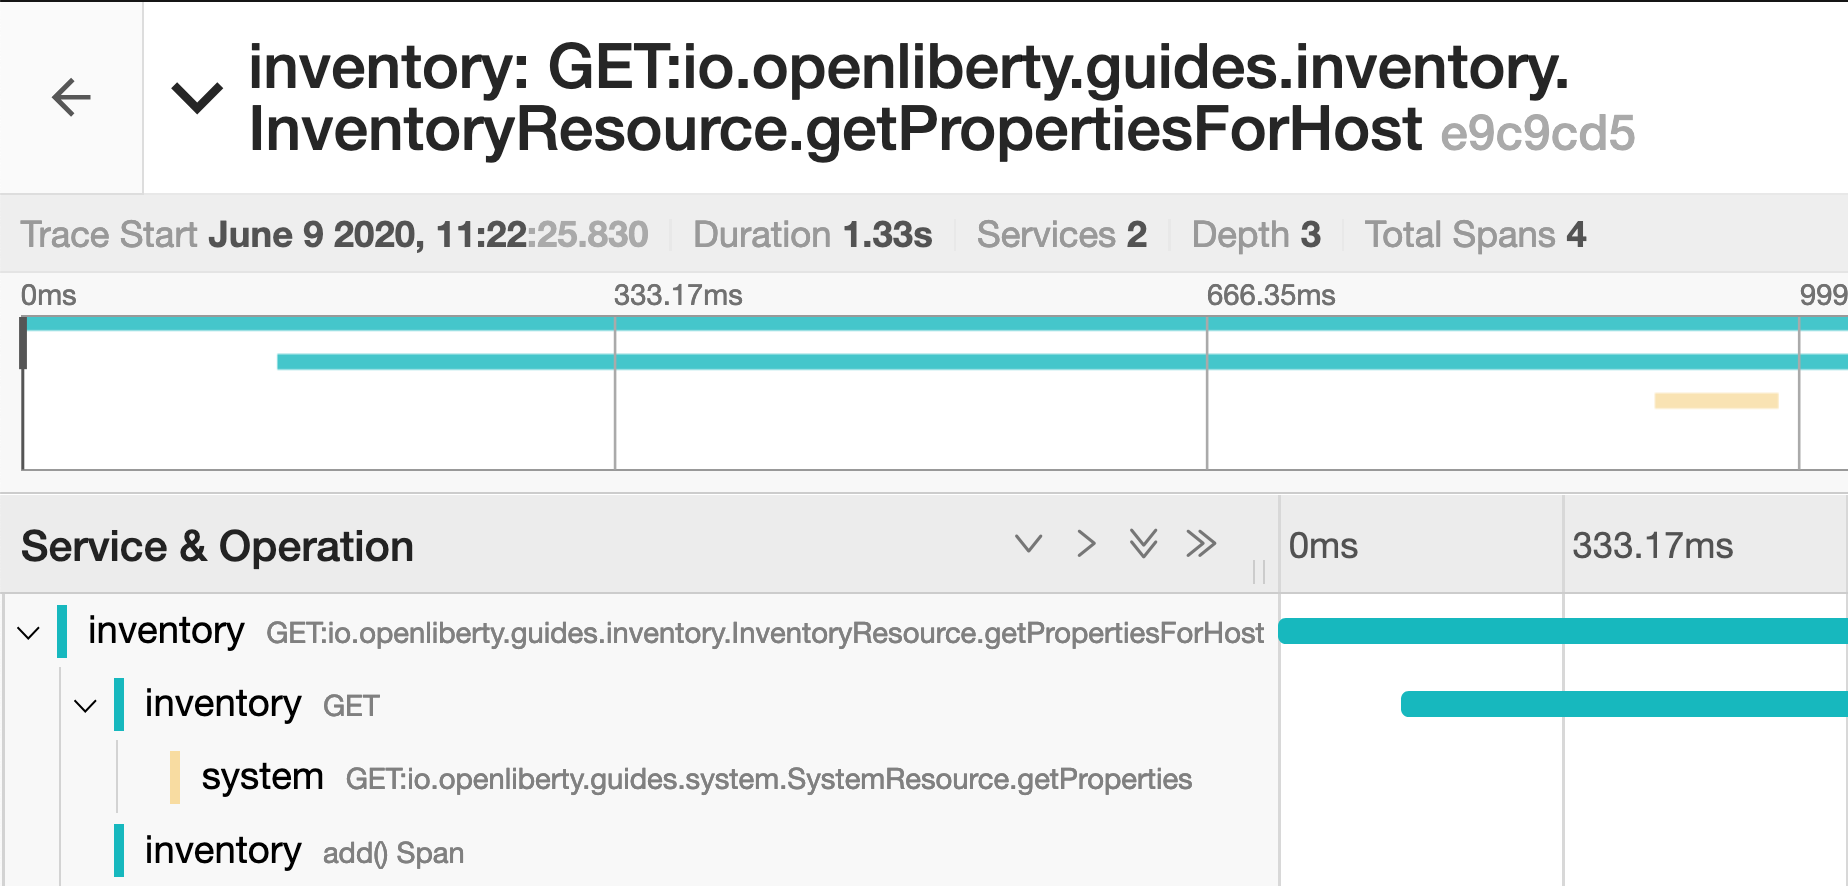 inventory: GET:io.openliberty.guides.inventory.
InventoryResource.getPropertiesForHost e9c9cd5
Trace Start June 9 2020, 11:22:25.830 Duration 1.33s Services 2 Depth 3 Total Spans 4
0ms 333.17ms 666.35ms 999
Service & Operation 0ms 333.17ms
inventory GET:io.openliberty.guides.inventory.InventoryResource.getPropertiesForHost
inventory GET
system GET:io.openliberty.guides.system.SystemResource.getProperties
inventory add() Span